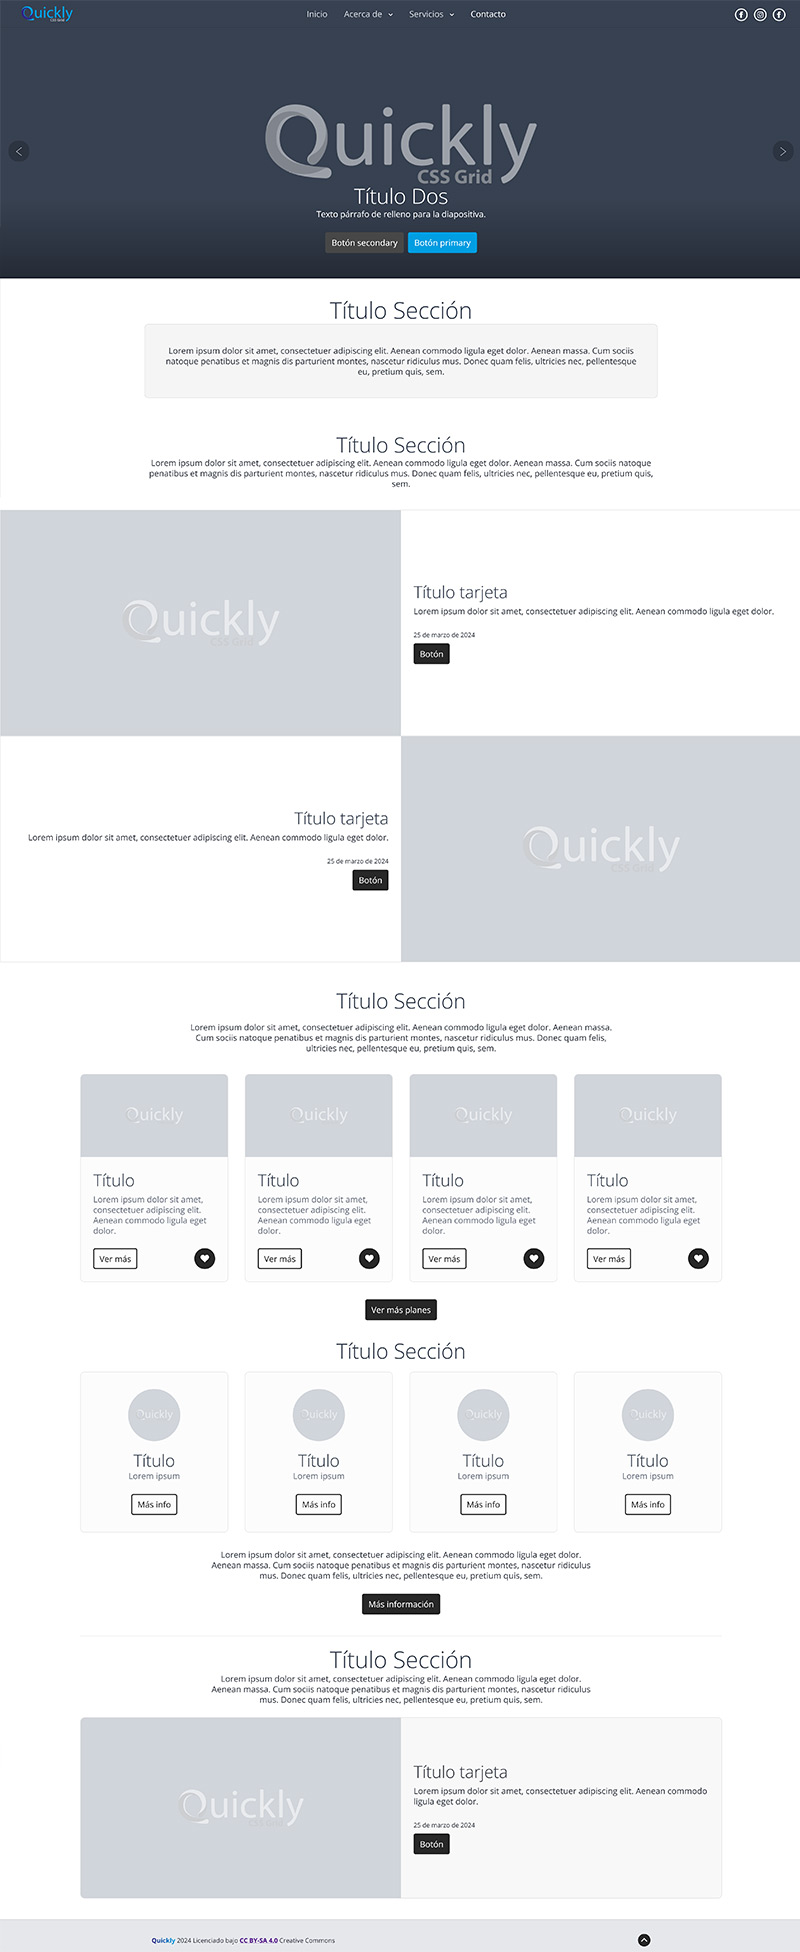 Quickly
CSS Grid
Inicio Acerca de Servicios Contacto
Quickly
CSS Grid
Título Dos
Texto párrafo de relleno para la diapositiva.
Botón secondary Botón primary
Título Sección
Lorem ipsum dolor sit amet, consectetuer adipiscing elit. Aenean commodo ligula eget dolor. Aenean massa. Cum sociis
natoque penatibus et magnis dis parturient montes, nascetur ridiculus mus. Donec quam felis, ultricies nec, pellentesque
eu, pretium quis, sem.
Título Sección
Lorem ipsum dolor sit amet, consectetuer adipiscing elit. Aenean commodo ligula eget dolor. Aenean massa. Cum sociis natoque
penatibus et magnis dis parturient montes, nascetur ridiculus mus. Donec quam felis, ultricies nec, pellentesque eu, pretium quis,
sem.
Quickly
CSS Grid
Título tarjeta
Lorem ipsum dolor sit amet, consectetuer adipiscing elit. Aenean commodo ligula eget dolor.
25 de marzo de 2024
Botón
Título tarjeta
Lorem ipsum dolor sit amet, consectetuer adipiscing elit. Aenean commodo ligula eget dolor.
25 de marzo de 2024
Botón
Quickly
CSS Grid
Título Sección
Lorem ipsum dolor sit amet, consectetuer adipiscing elit. Aenean commodo ligula eget dolor. Aenean massa.
Cum sociis natoque penatibus et magnis dis parturient montes, nascetur ridiculus mus. Donec quam felis,
ultricies nec, pellentesque eu, pretium quis, sem.
Quickly
Título
Lorem ipsum dolor sit amet,
consectetuer adipiscing elit.
Aenean commodo ligula eget
dolor.
Ver más
Quickly
Título
Lorem ipsum dolor sit amet,
consectetuer adipiscing elit.
Aenean commodo ligula eget
dolor.
Ver más
Quickly
Título
Lorem ipsum dolor sit amet,
consectetuer adipiscing elit.
Aenean commodo ligula eget
dolor.
Ver más
Quickly
Título
Lorem ipsum dolor sit amet,
consectetuer adipiscing elit.
Aenean commodo ligula eget
dolor.
Ver más
Ver más planes
Título Sección
Quickly
Título
Lorem ipsum
Más info
Quickly
Título
Lorem ipsum
Más info
Quickly
Título
Lorem ipsum
Más info
Quickly
Título
Lorem ipsum
Más info
Lorem ipsum dolor sit amet, consectetuer adipiscing elit. Aenean commodo ligula eget dolor.
Aenean massa. Cum sociis natoque penatibus et magnis dis parturient montes, nascetur ridiculus
mus. Donec quam felis, ultricies nec, pellentesque eu, pretium quis, sem.
Más información
Título Sección
Lorem ipsum dolor sit amet, consectetuer adipiscing elit. Aenean commodo ligula eget dolor.
Aenean massa. Cum sociis natoque penatibus et magnis dis parturient montes, nascetur ridiculus
mus. Donec quam felis, ultricies nec, pellentesque eu, pretium quis, sem.
Quickly
CSS Grid
Título tarjeta
Lorem ipsum dolor sit amet, consectetuer adipiscing elit. Aenean commodo
ligula eget dolor.
25 de marzo de 2024
Botón
Quickly 2024 Licenciado bajo CC BY-SA 4.0 Creative Commons